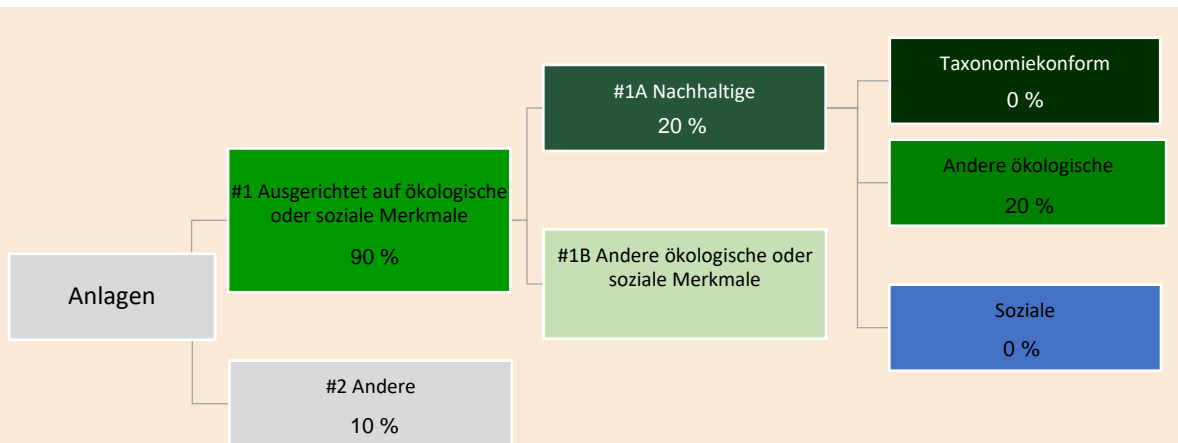 Anlagen
#1 Ausgerichtet auf ökologische
oder soziale Merkmale
90 %
#2 Andere
10 %
#1A Nachhaltige
20 %
#1B Andere ökologische oder
soziale Merkmale
Taxonomiekonform
0 %
Andere ökologische
20 %
Soziale
0 %